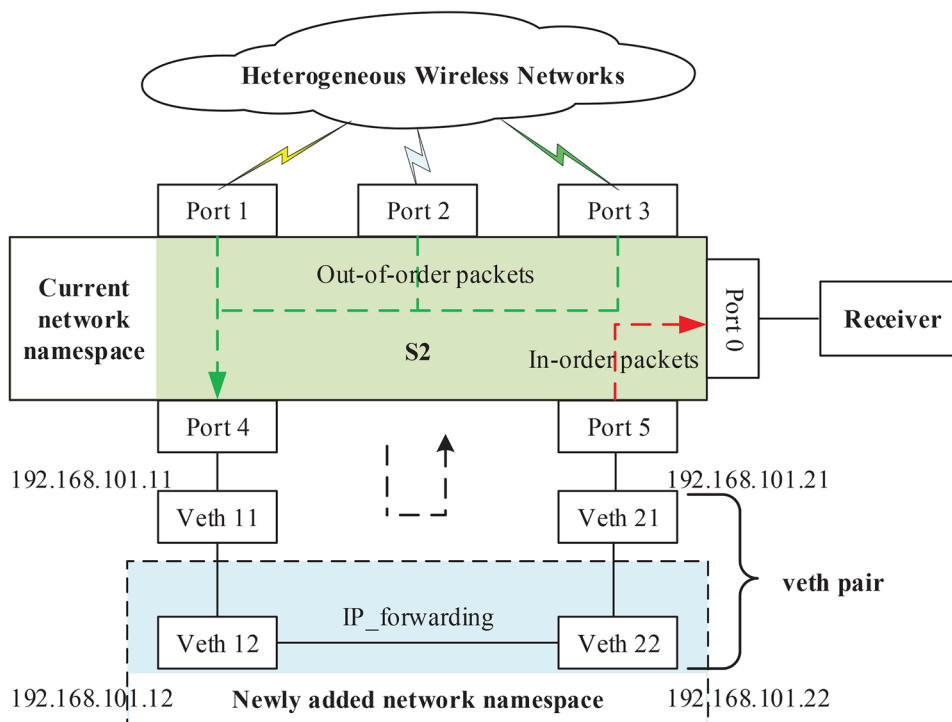 Heterogeneous Wireless Networks
Port 1
Port 2
Port 3
Current
network
namespace
Out-of-order packets
S2
In-order packets
Port 0
Receiver
Port 4
Port 5
192.168.101.11
192.168.101.21
Veth 11
Veth 21
veth pair
IP_forwarding
Veth 12
Veth 22
192.168.101.12
Newly added network namespace
192.168.101.22